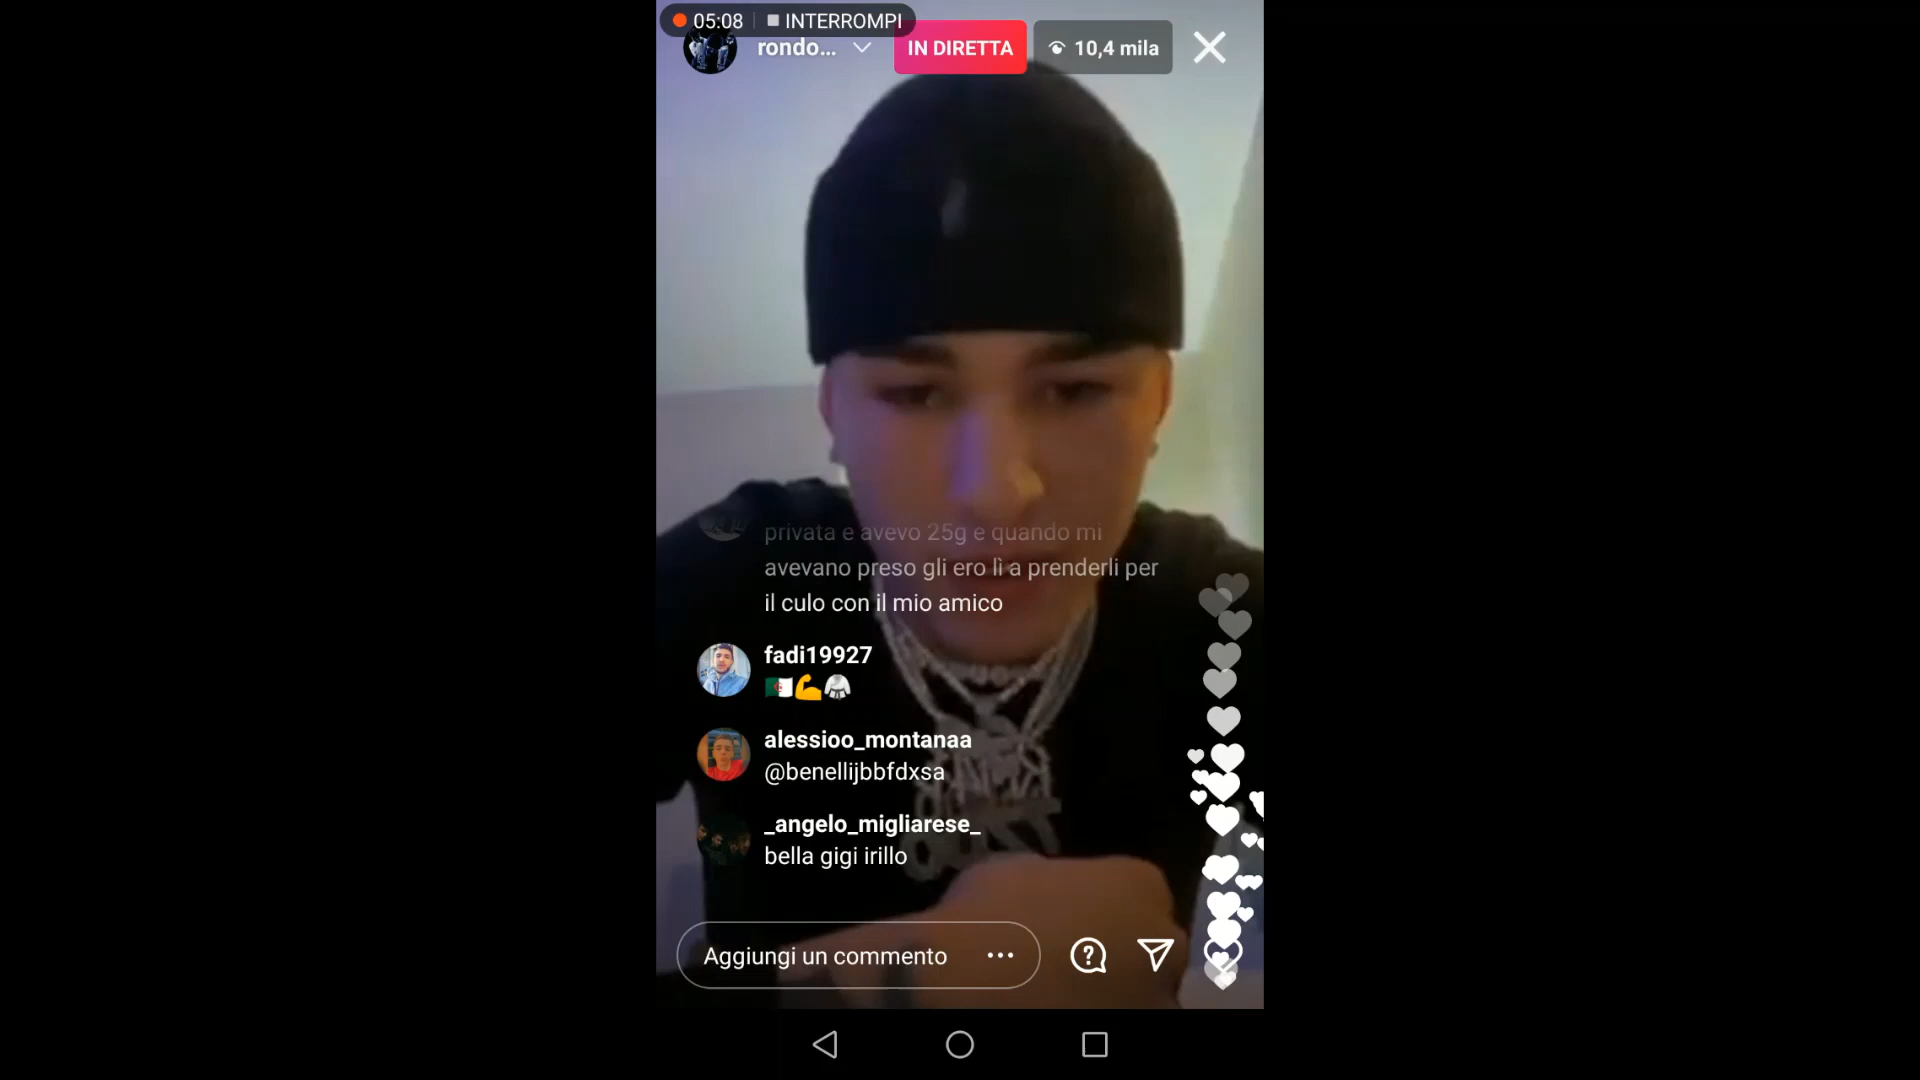 05:08 INTERROMPI
rondo... IN DIRETTA 10,4 mila
privata e avevo 25g e quando mi
avevano preso gli ero lì a prenderli per
il culo con il mio amico
fadi19927
🇩🇿💪🥋
alessioo_montanaa
@benellijbbfdxsa
_angelo_migliarese_
bella gigi irillo
Aggiungi un commento